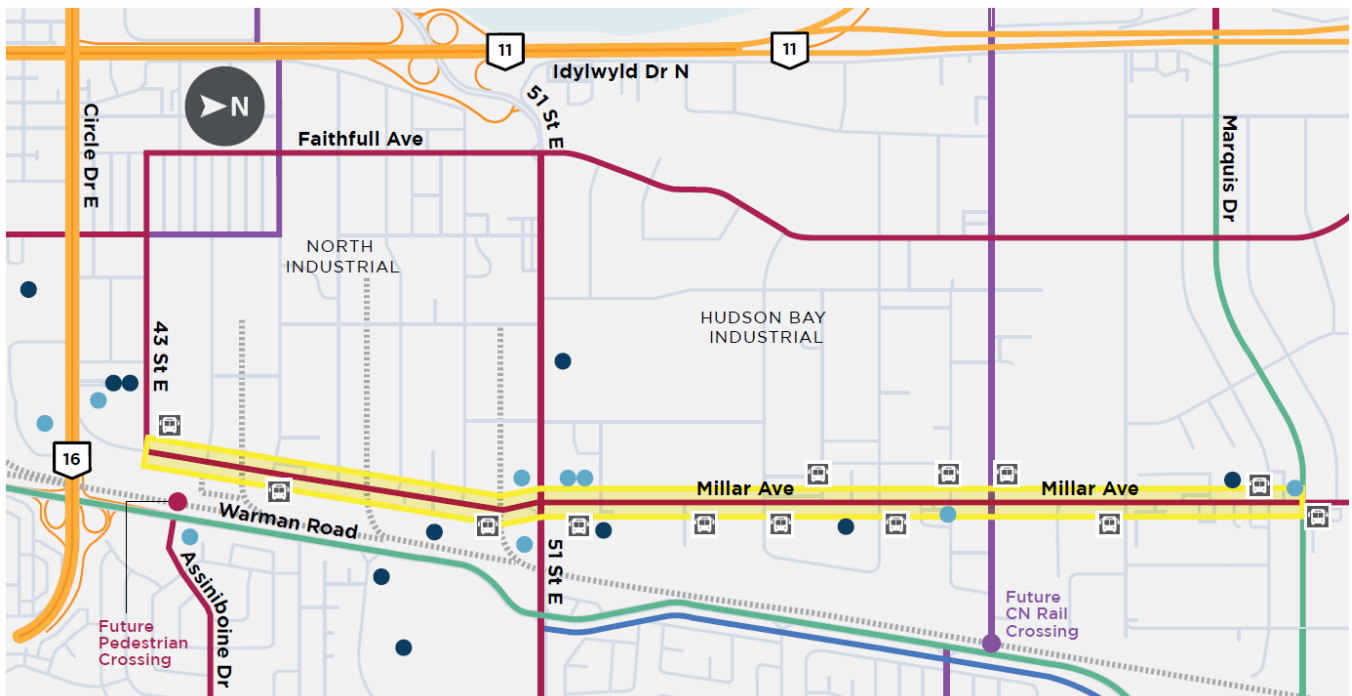 11
11
Idylwyld Dr N
N
51 St E
Circle Dr E
Faithfull Ave
Marquis Dr
NORTH
INDUSTRIAL
HUDSON BAY
INDUSTRIAL
43 St E
16
Millar Ave
Millar Ave
Warman Road
51 St E
Assiniboine Dr
Future
Pedestrian
Crossing
Future
CN Rail
Crossing